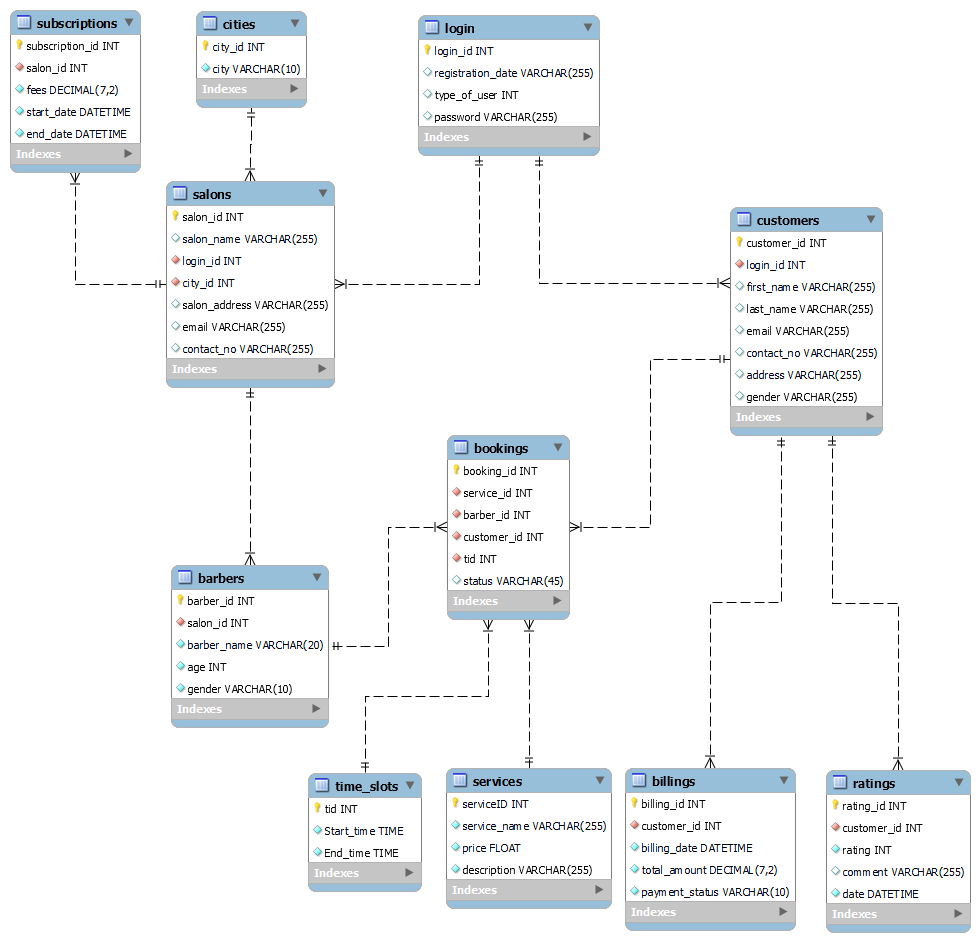 subscriptions
subscription_id INT
salon_id INT
fees DECIMAL(7,2)
start_date DATETIME
end_date DATETIME
Indexes
cities
city_id INT
city VARCHAR(10)
Indexes
login
login_id INT
registration_date VARCHAR(255)
type_of_user INT
password VARCHAR(255)
Indexes
salons
salon_id INT
salon_name VARCHAR(255)
login_id INT
city_id INT
salon_address VARCHAR(255)
email VARCHAR(255)
contact_no VARCHAR(255)
Indexes
customers
customer_id INT
login_id INT
first_name VARCHAR(255)
last_name VARCHAR(255)
email VARCHAR(255)
contact_no VARCHAR(255)
address VARCHAR(255)
gender VARCHAR(255)
Indexes
bookings
booking_id INT
service_id INT
barber_id INT
customer_id INT
tid INT
status VARCHAR(45)
Indexes
barbers
barber_id INT
salon_id INT
barber_name VARCHAR(20)
age INT
gender VARCHAR(10)
Indexes
time_slots
tid INT
Start_time TIME
End_time TIME
Indexes
services
serviceID INT
service_name VARCHAR(255)
price FLOAT
description VARCHAR(255)
Indexes
billings
billing_id INT
customer_id INT
billing_date DATETIME
total_amount DECIMAL(7,2)
payment_status VARCHAR(10)
Indexes
ratings
rating_id INT
customer_id INT
rating INT
comment VARCHAR(255)
date DATETIME
Indexes